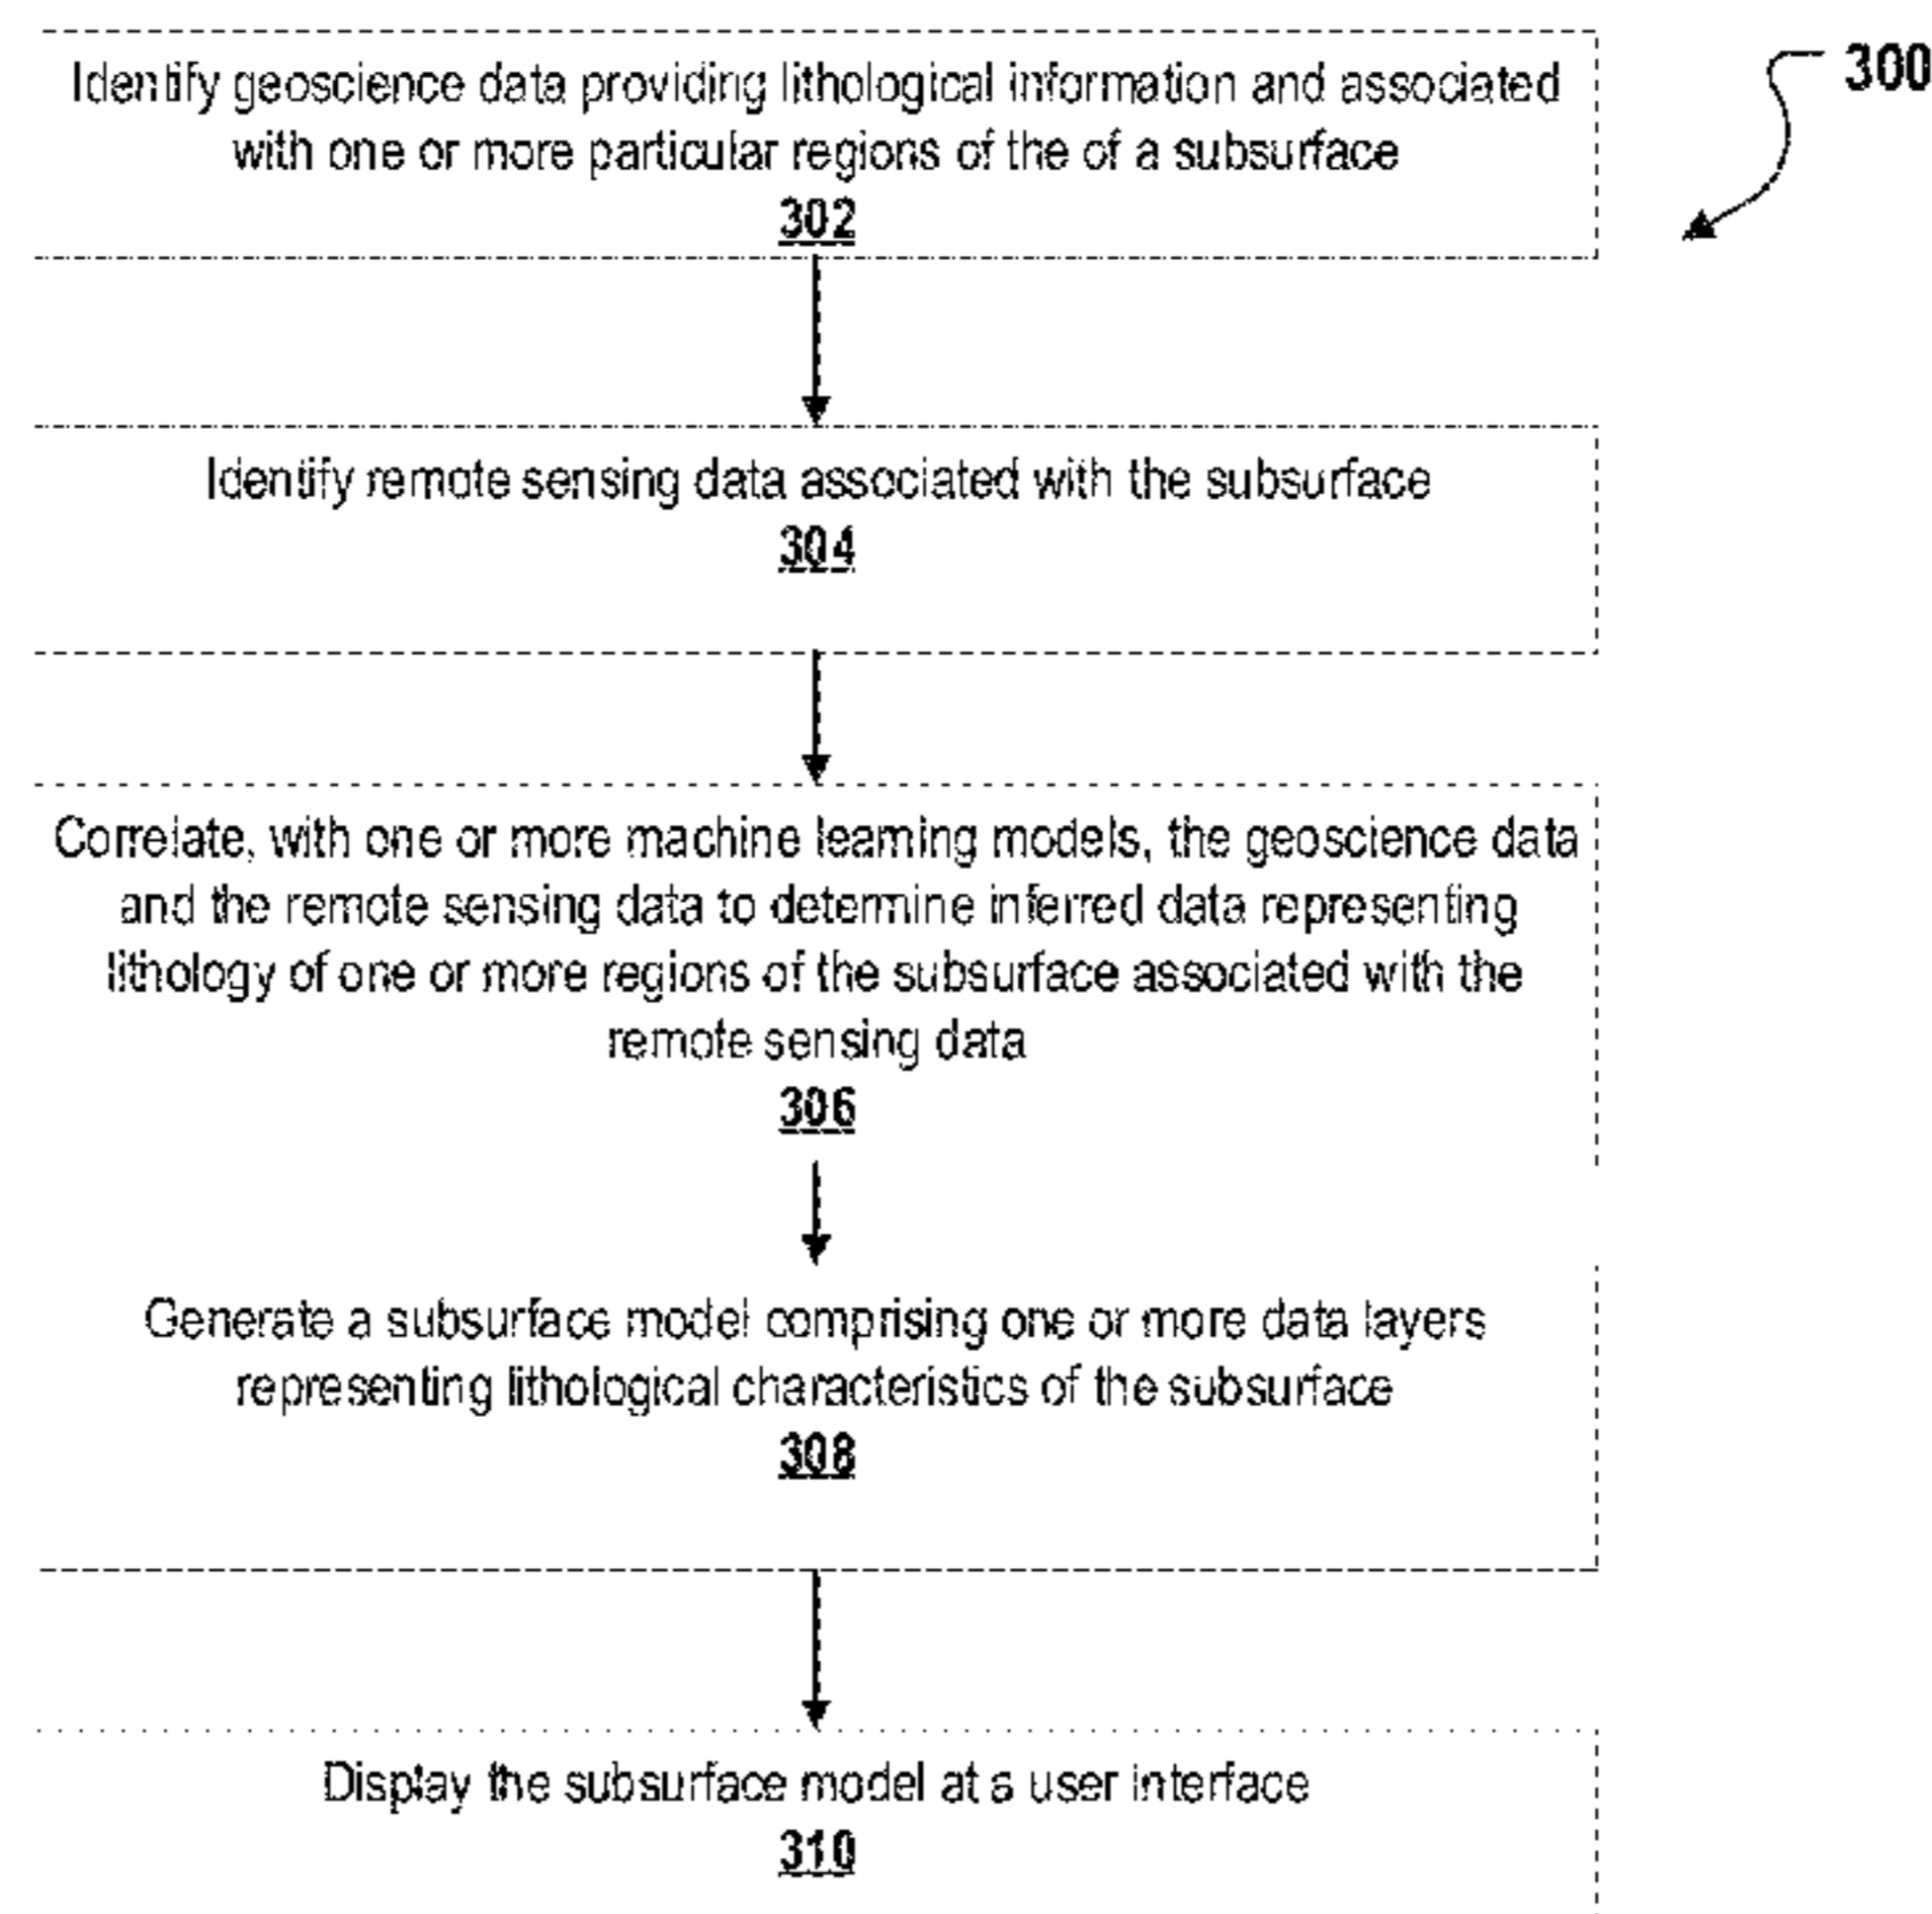 Identify geoscience data providing lithological information and associated
with one or more particular regions of the of a subsurface
302
300
Identify remote sensing data associated with the subsurface
304
Correlate, with one or more machine learning models, the geoscience data
and the remote sensing data to determine inferred data representing
lithology of one or more regions of the subsurface associated with the
remote sensing data
306
Generate a subsurface model comprising one or more data layers
representing lithological characteristics of the subsurface
308
Display the subsurface model at a user interface
310